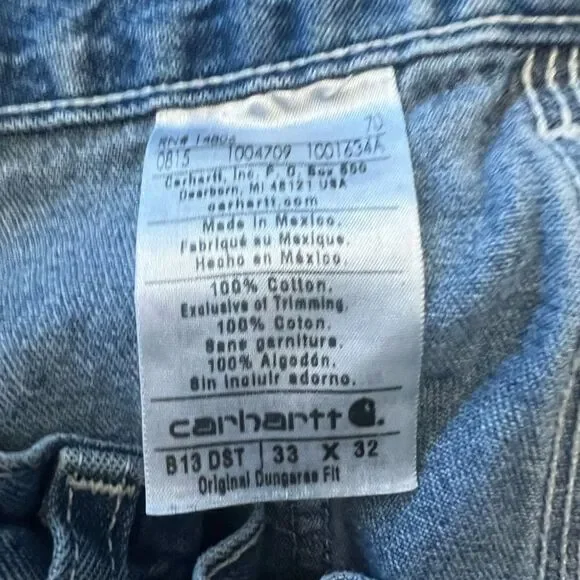 RN# 14806 70
0815 1004709 1001634A
Carhartt, Inc. P. O. Box 600
Dearborn, MI 48121 USA
carhartt.com
Made in Mexico.
Fabriqué au Mexique.
Hecho en México.
100% Cotton.
Exclusive of Trimming.
100% Coton.
Sans garniture.
100% Algodón.
Sin incluir adorno.
carhartt
B13 DST 33 X 32
Original Dungaree Fit